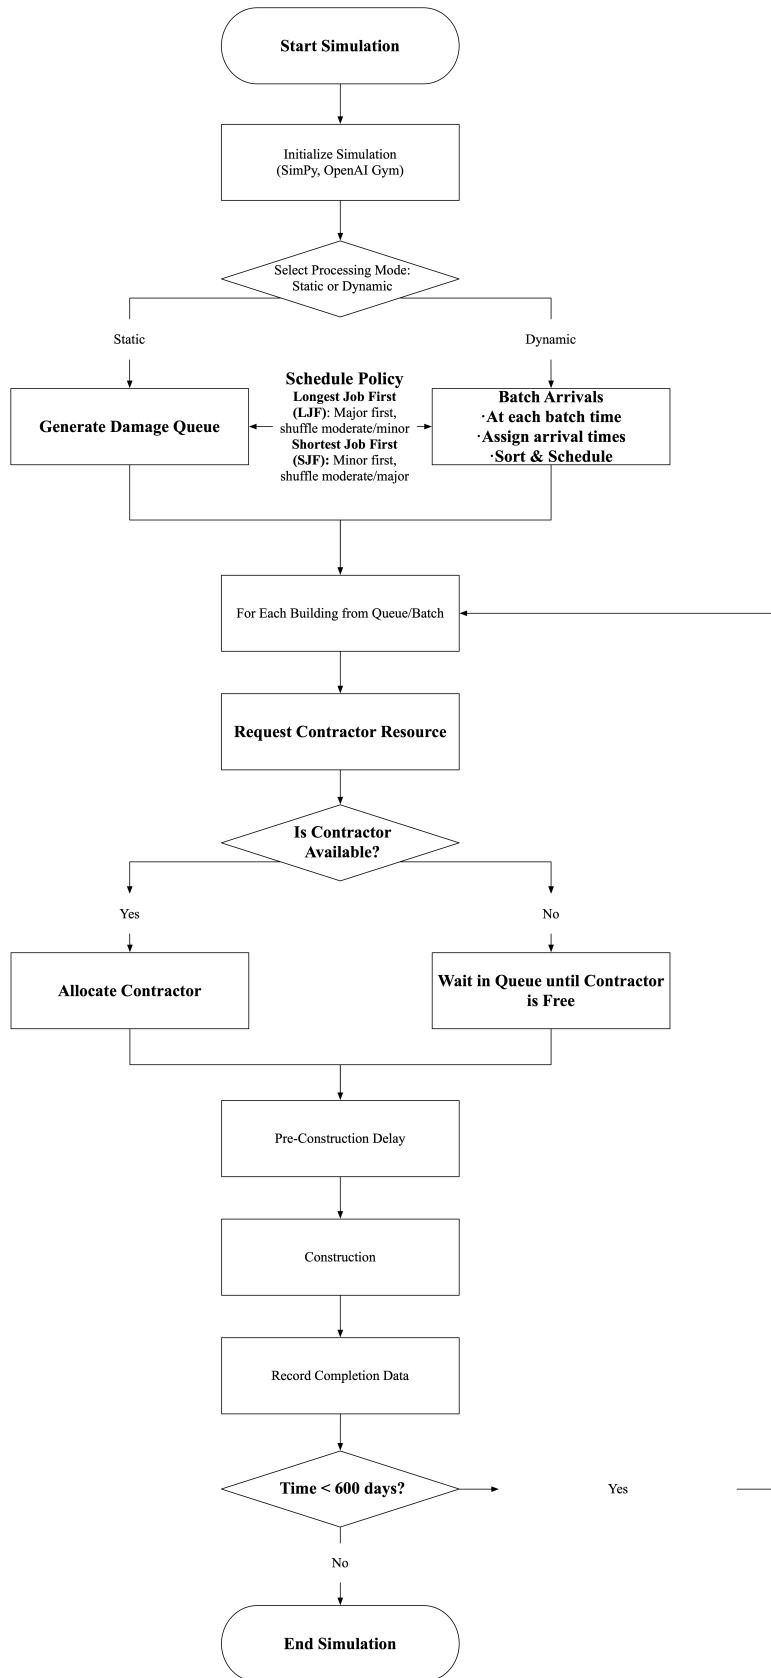 Start Simulation
Initialize Simulation
(SimPy, OpenAI Gym)
Select Processing Mode:
Static or Dynamic
Static
Dynamic
Generate Damage Queue
Schedule Policy
Longest Job First
(LJF): Major first,
shuffle moderate/minor
Shortest Job First
(SJF): Minor first,
shuffle moderate/major
Batch Arrivals
·At each batch time
·Assign arrival times
·Sort & Schedule
For Each Building from Queue/Batch
Request Contractor Resource
Is Contractor
Available?
Yes
No
Allocate Contractor
Wait in Queue until Contractor
is Free
Pre-Construction Delay
Construction
Record Completion Data
Time < 600 days?
Yes
No
End Simulation